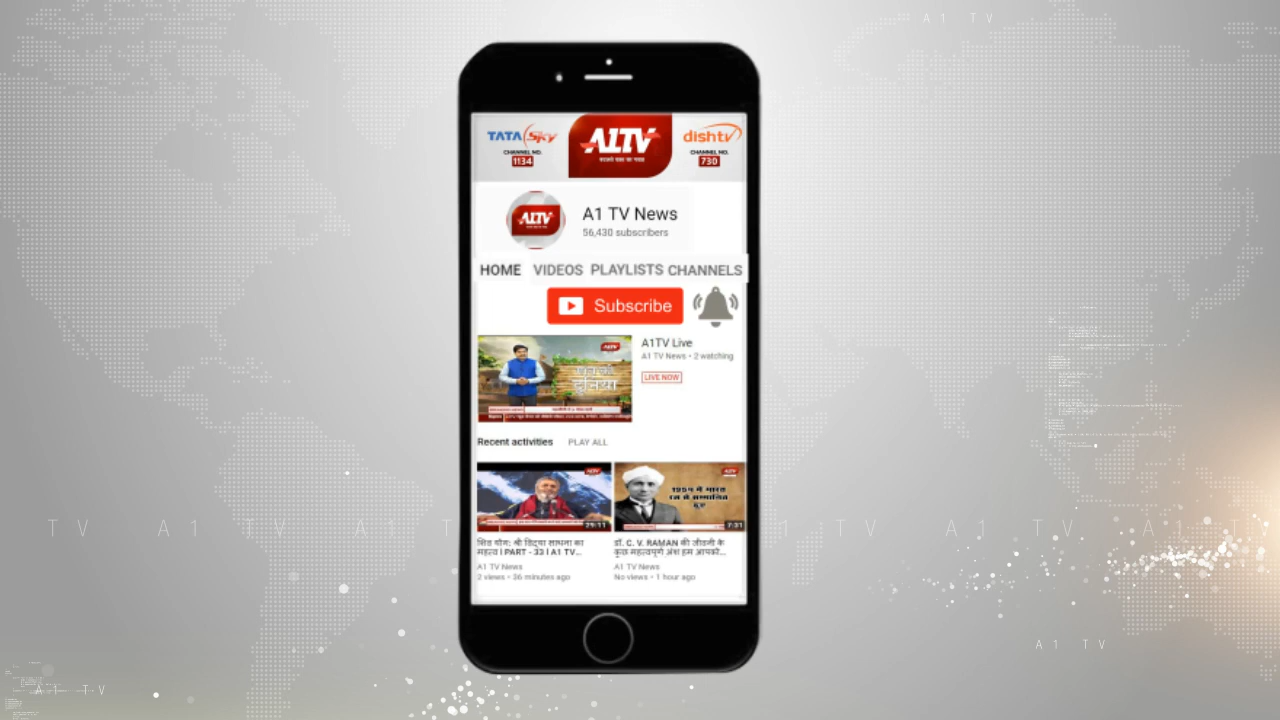 A1 TV
TATA Sky
CHANNEL NO.
1134
A1TV
dishtv
CHANNEL NO.
730
A1TV
A1 TV News
56,430 subscribers
HOME VIDEOS PLAYLISTS CHANNELS
Subscribe
A1TV
दुनिया
A1TV Live
A1 TV News • 2 watching
LIVE NOW
Recent activities PLAY ALL
A1TV
29:11
A1TV
1954 में भारत
रत्न से सम्मानित
हुए
7:31
शिव योग: श्री विद्या साधना का
महत्व I PART - 33 I A1 TV...
A1 TV News
2 views • 36 minutes ago
डॉ. C. V. RAMAN की जीवनी के
कुछ महत्वपूर्ण अंश हम आपको...
A1 TV News
No views • 1 hour ago
TV A1 TV A T 1 TV A1 TV A
A1 TV
A1 TV